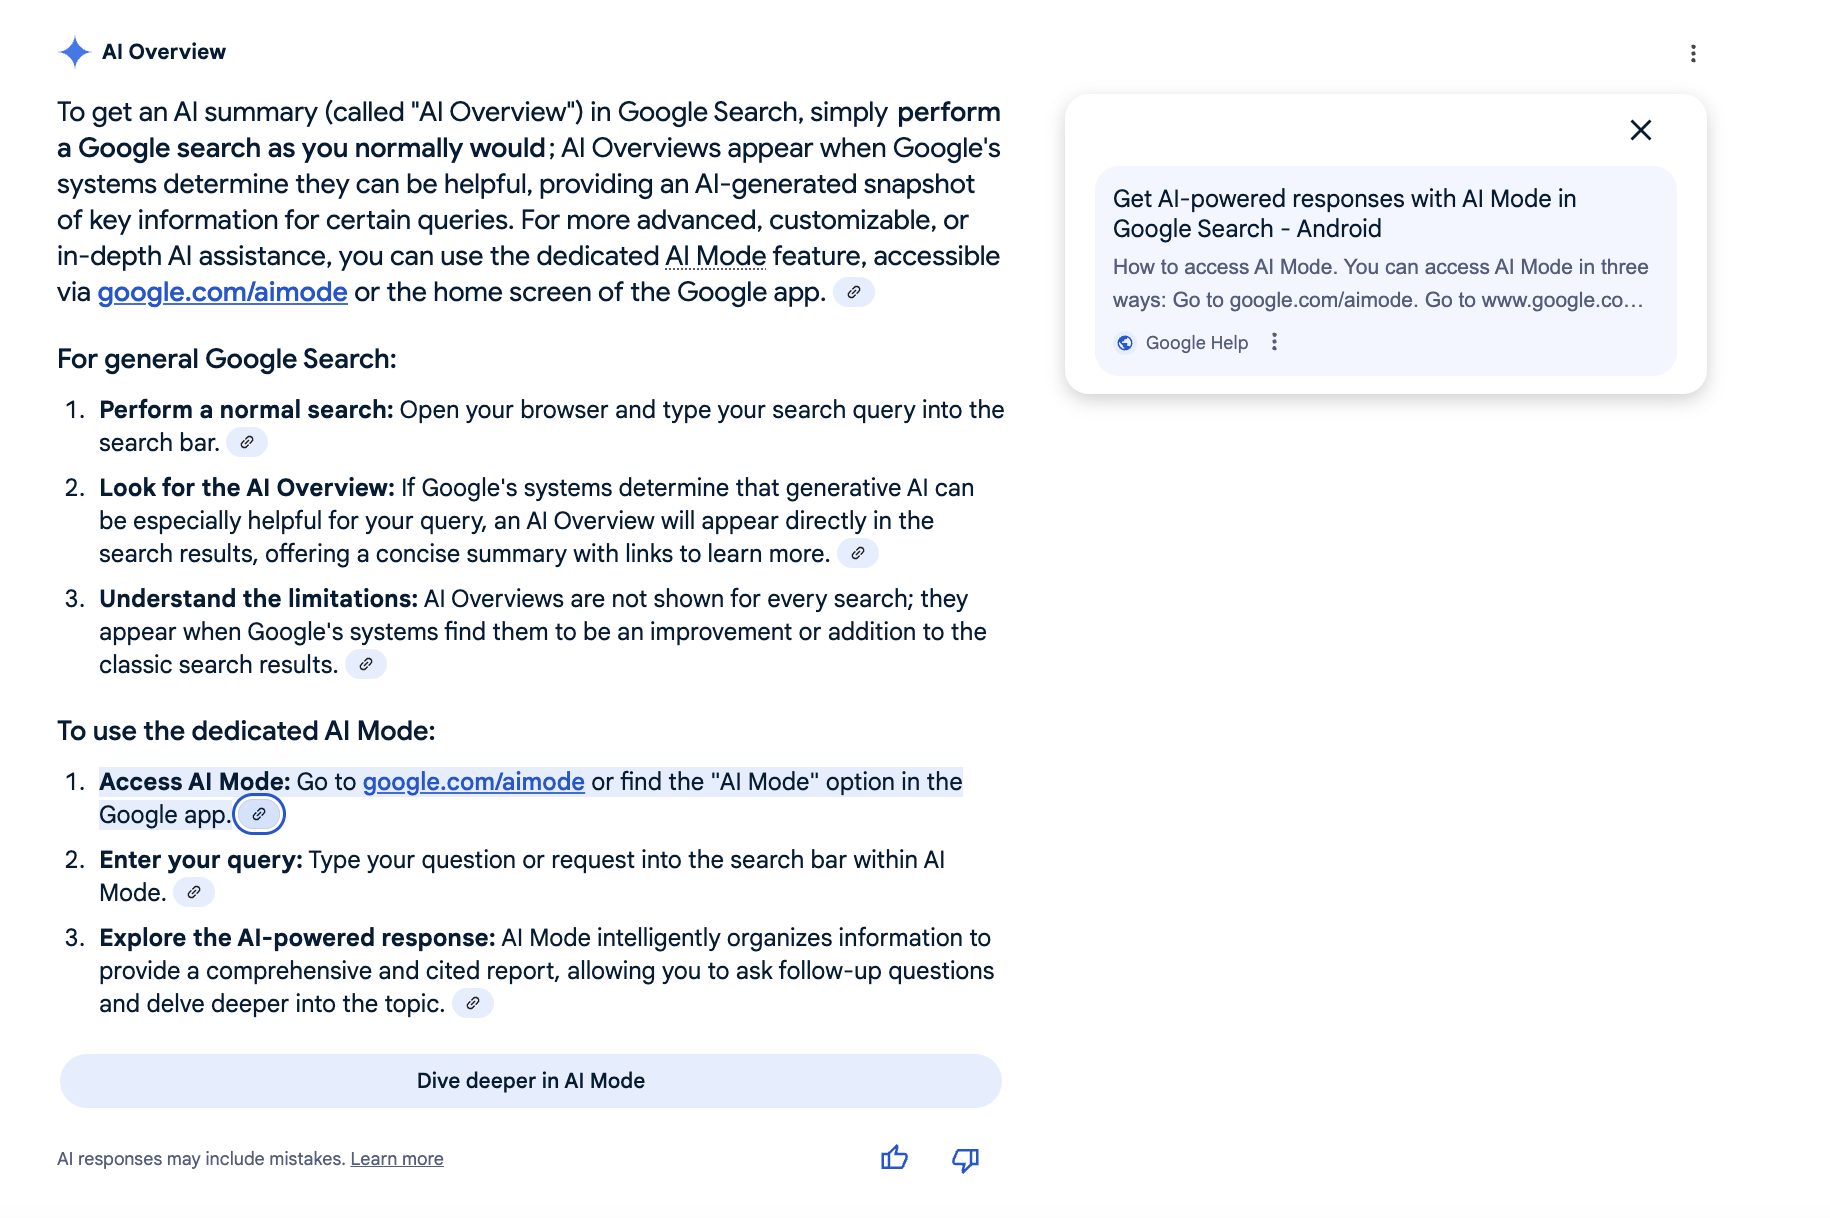 AI Overview
To get an AI summary (called "AI Overview") in Google Search, simply perform
a Google search as you normally would; AI Overviews appear when Google's
systems determine they can be helpful, providing an AI-generated snapshot
of key information for certain queries. For more advanced, customizable, or
in-depth AI assistance, you can use the dedicated AI Mode feature, accessible
via google.com/aimode or the home screen of the Google app.
For general Google Search:
1. Perform a normal search: Open your browser and type your search query into the
search bar.
2. Look for the AI Overview: If Google's systems determine that generative AI can
be especially helpful for your query, an AI Overview will appear directly in the
search results, offering a concise summary with links to learn more.
3. Understand the limitations: AI Overviews are not shown for every search; they
appear when Google's systems find them to be an improvement or addition to the
classic search results.
To use the dedicated AI Mode:
1. Access AI Mode: Go to google.com/aimode or find the "AI Mode" option in the
Google app.
2. Enter your query: Type your question or request into the search bar within AI
Mode.
3. Explore the AI-powered response: AI Mode intelligently organizes information to
provide a comprehensive and cited report, allowing you to ask follow-up questions
and delve deeper into the topic.
Dive deeper in AI Mode
AI responses may include mistakes. Learn more
Get AI-powered responses with AI Mode in
Google Search - Android
How to access AI Mode. You can access AI Mode in three
ways: Go to google.com/aimode. Go to www.google.co...
Google Help